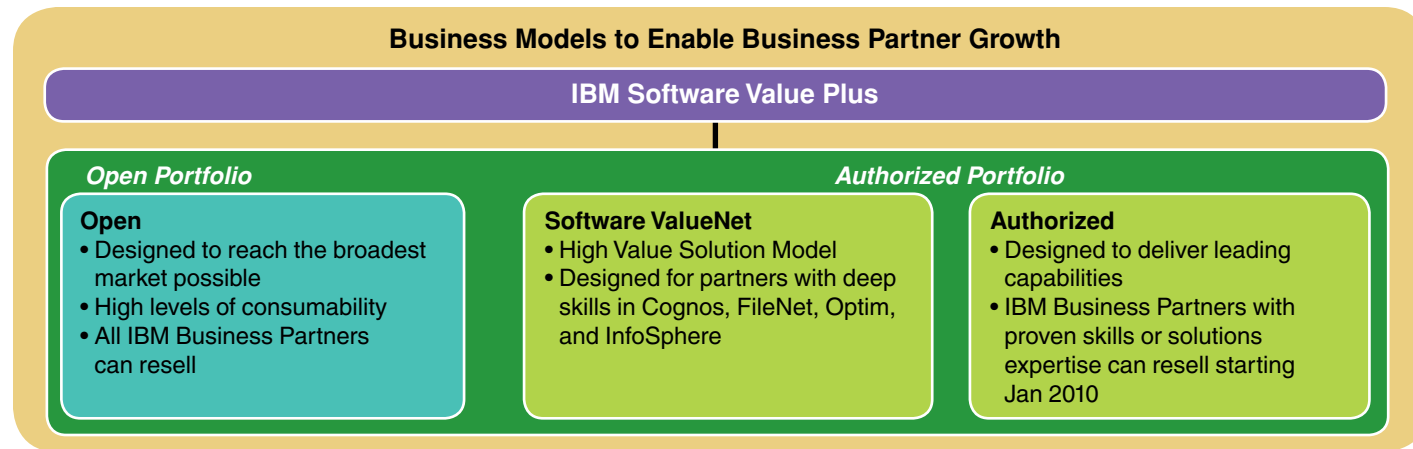 Business Models to Enable Business Partner Growth
IBM Software Value Plus
Open Portfolio
Open
• Designed to reach the broadest
market possible
• High levels of consumability
• All IBM Business Partners
can resell
Authorized Portfolio
Software ValueNet
• High Value Solution Model
• Designed for partners with deep
skills in Cognos, FileNet, Optim,
and InfoSphere
Authorized
• Designed to deliver leading
capabilities
• IBM Business Partners with
proven skills or solutions
expertise can resell starting
Jan 2010